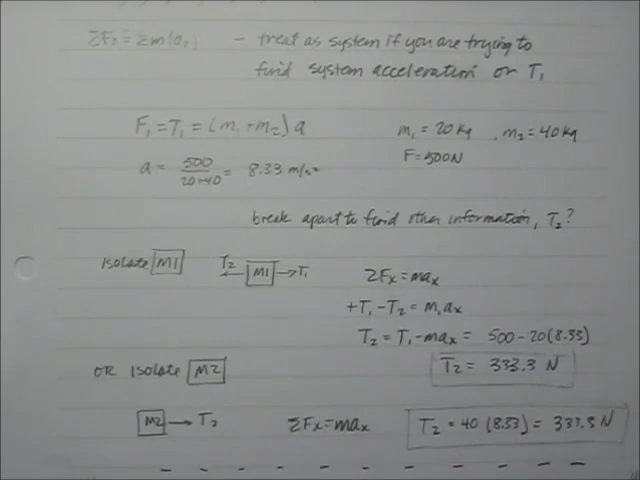 ΣFx = Σm(ax) - treat as system if you are trying to
find system acceleration or T1
F1 = T1 = (m1 + m2) a
m1 = 20 kg, m2 = 40 kg
F = 500N
a = 500 / 20+40 = 8.33 m/s2
break apart to find other information, T2?
Isolate M1
T2 M1 T1
ΣFx = max
+T1 - T2 = m1ax
T2 = T1 - max = 500 - 20(8.33)
T2 = 333.3 N
OR Isolate M2
M2 T2
ΣFx = max
T2 = 40 (8.33) = 333.3 N